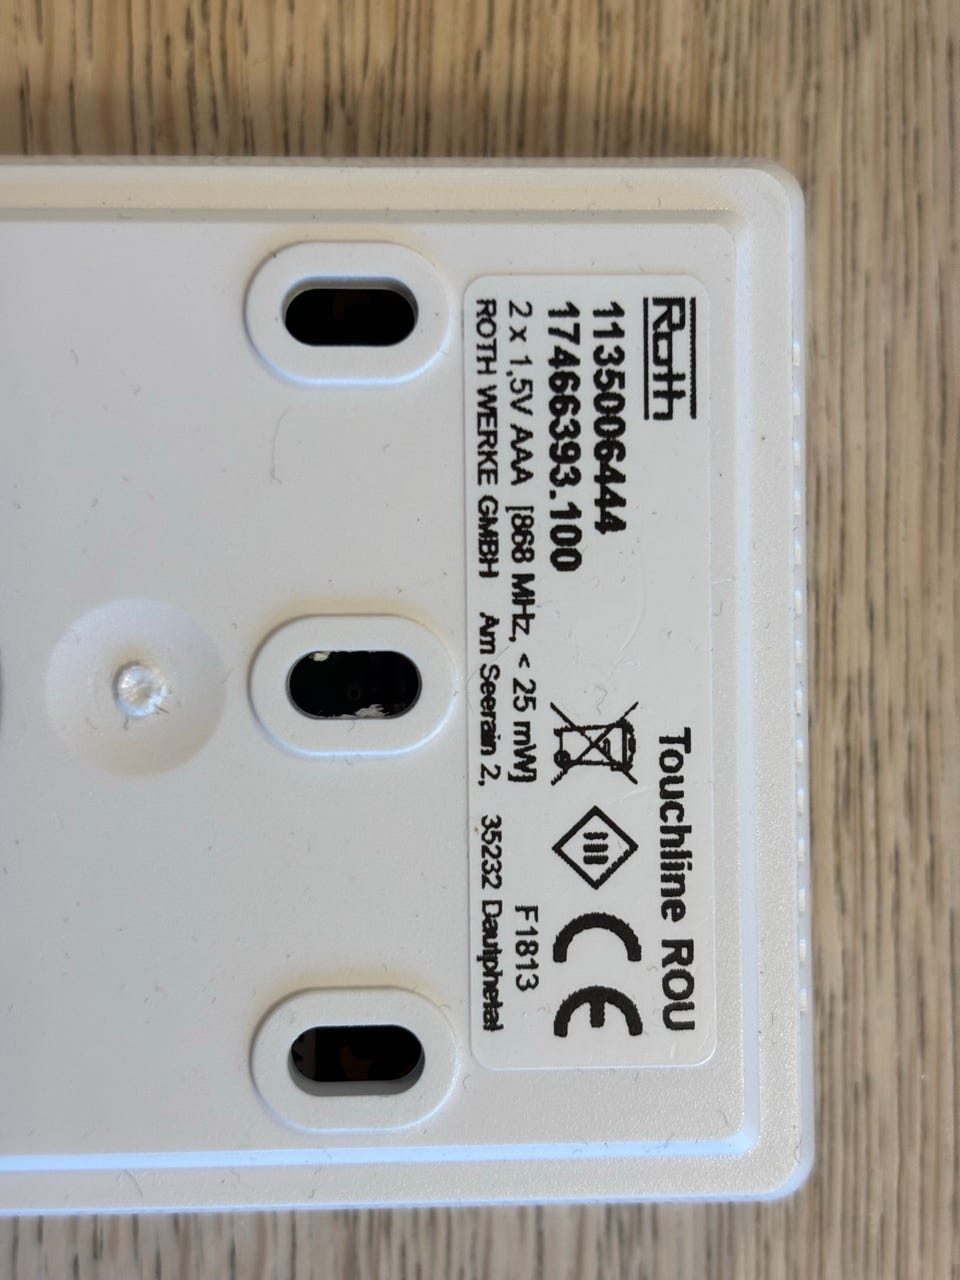 Roth
Touchline ROU
1135006444
17466393.100
2 x 1,5V AAA [868 MHz, < 25 mW] F1813
ROTH WERKE GMBH Am Seerain 2, 35232 Dautphetal